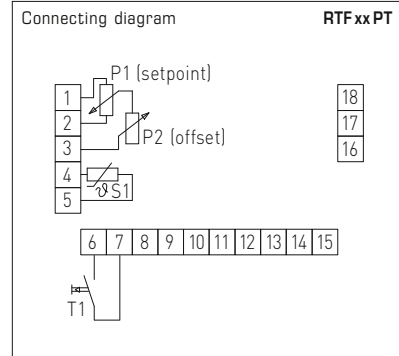 Connecting diagram RTF xx PT
P1 (setpoint)
1
2
3
4
5
P2 (offset)
ϑ S1
18
17
16
6 7 8 9 10 11 12 13 14 15
T1